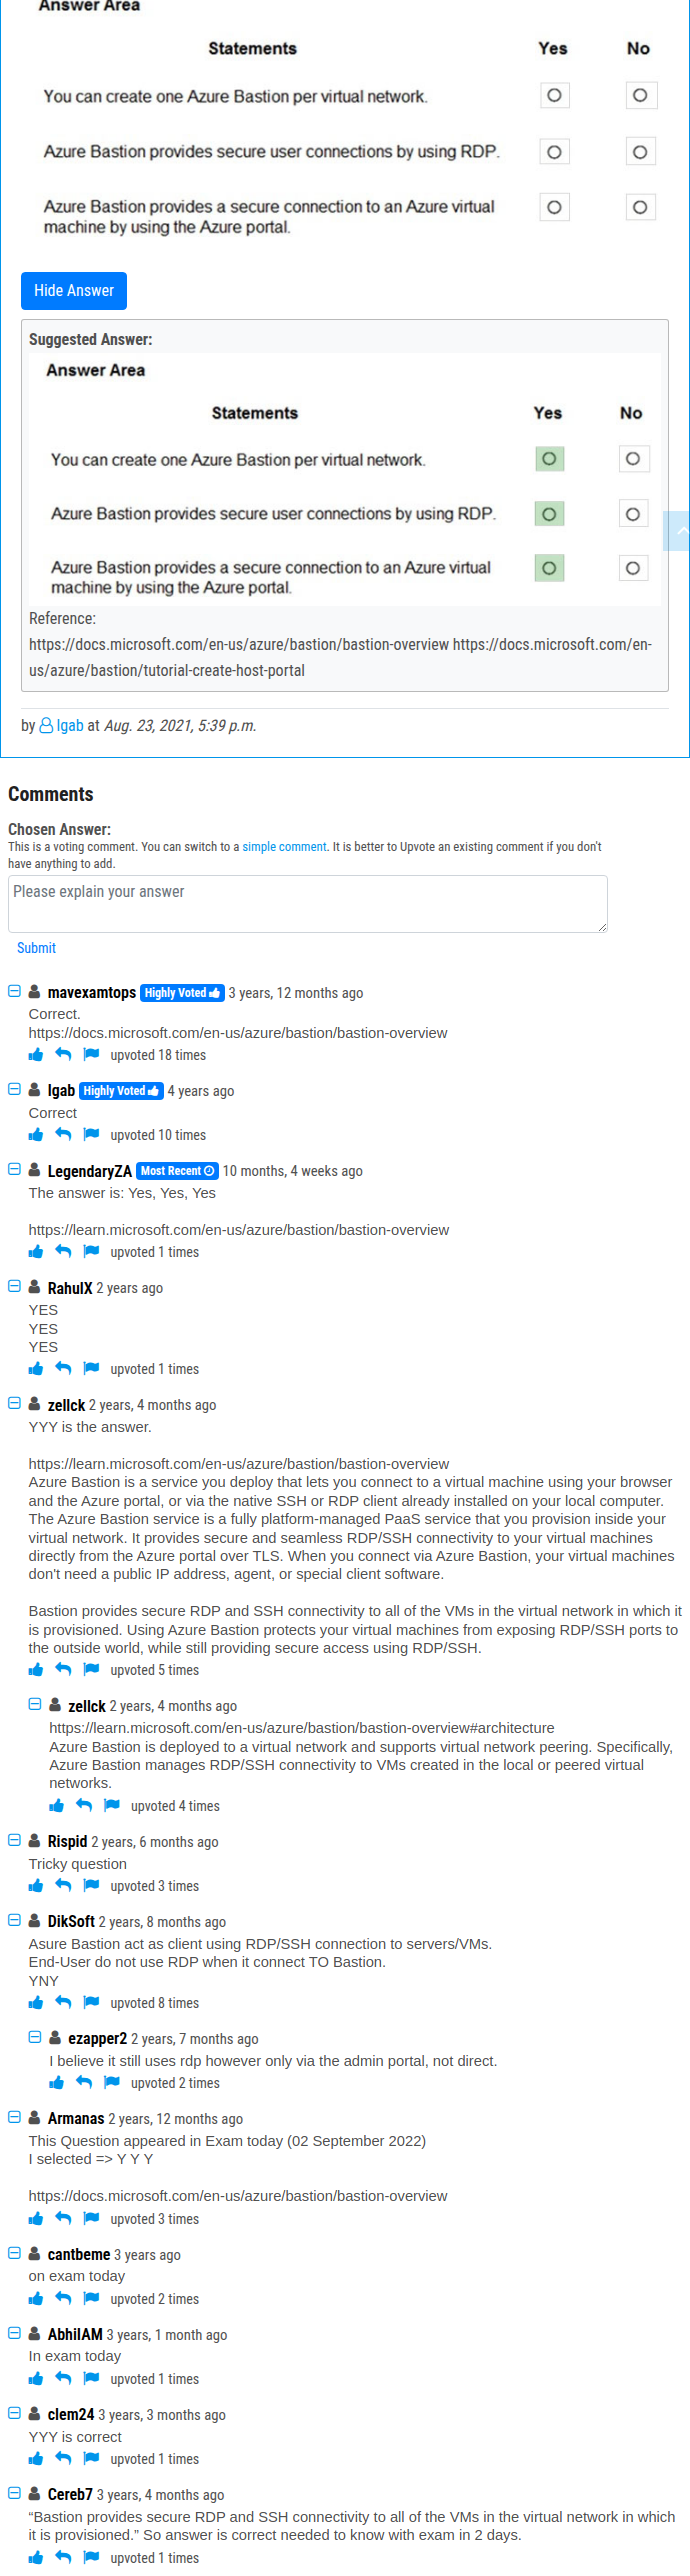 Answer Area
Statements Yes No
You can create one Azure Bastion per virtual network.
Azure Bastion provides secure user connections by using RDP.
Azure Bastion provides a secure connection to an Azure virtual
machine by using the Azure portal.
Hide Answer
Suggested Answer:
Answer Area
Statements Yes No
You can create one Azure Bastion per virtual network.
Azure Bastion provides secure user connections by using RDP.
Azure Bastion provides a secure connection to an Azure virtual
machine by using the Azure portal.
Reference:
https://docs.microsoft.com/en-us/azure/bastion/bastion-overview https://docs.microsoft.com/en-
us/azure/bastion/tutorial-create-host-portal
by lgab at Aug. 23, 2021, 5:39 p.m.
Comments
Chosen Answer:
This is a voting comment. You can switch to a simple comment. It is better to Upvote an existing comment if you don't
have anything to add.
Please explain your answer
Submit
mavexamtops Highly Voted 3 years, 12 months ago
Correct.
https://docs.microsoft.com/en-us/azure/bastion/bastion-overview
upvoted 18 times
lgab Highly Voted 4 years ago
Correct
upvoted 10 times
LegendaryZA Most Recent 10 months, 4 weeks ago
The answer is: Yes, Yes, Yes
https://learn.microsoft.com/en-us/azure/bastion/bastion-overview
upvoted 1 times
RahulX 2 years ago
YES
YES
YES
upvoted 1 times
zellck 2 years, 4 months ago
YYY is the answer.
https://learn.microsoft.com/en-us/azure/bastion/bastion-overview
Azure Bastion is a service you deploy that lets you connect to a virtual machine using your browser
and the Azure portal, or via the native SSH or RDP client already installed on your local computer.
The Azure Bastion service is a fully platform-managed PaaS service that you provision inside your
virtual network. It provides secure and seamless RDP/SSH connectivity to your virtual machines
directly from the Azure portal over TLS. When you connect via Azure Bastion, your virtual machines
don't need a public IP address, agent, or special client software.
Bastion provides secure RDP and SSH connectivity to all of the VMs in the virtual network in which it
is provisioned. Using Azure Bastion protects your virtual machines from exposing RDP/SSH ports to
the outside world, while still providing secure access using RDP/SSH.
upvoted 5 times
zellck 2 years, 4 months ago
https://learn.microsoft.com/en-us/azure/bastion/bastion-overview#architecture
Azure Bastion is deployed to a virtual network and supports virtual network peering. Specifically,
Azure Bastion manages RDP/SSH connectivity to VMs created in the local or peered virtual
networks.
upvoted 4 times
Rispid 2 years, 6 months ago
Tricky question
upvoted 3 times
DikSoft 2 years, 8 months ago
Asure Bastion act as client using RDP/SSH connection to servers/VMs.
End-User do not use RDP when it connect TO Bastion.
YNY
upvoted 8 times
ezapper2 2 years, 7 months ago
I believe it still uses rdp however only via the admin portal, not direct.
upvoted 2 times
Armanas 2 years, 12 months ago
This Question appeared in Exam today (02 September 2022)
I selected => Y Y Y
https://docs.microsoft.com/en-us/azure/bastion/bastion-overview
upvoted 3 times
cantbeme 3 years ago
on exam today
upvoted 2 times
AbhilAM 3 years, 1 month ago
In exam today
upvoted 1 times
clem24 3 years, 3 months ago
YYY is correct
upvoted 1 times
Cereb7 3 years, 4 months ago
“Bastion provides secure RDP and SSH connectivity to all of the VMs in the virtual network in which
it is provisioned.” So answer is correct needed to know with exam in 2 days.
upvoted 1 times